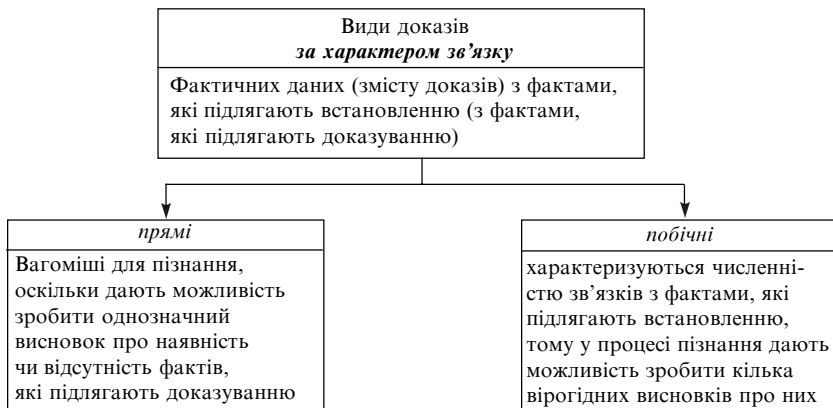 Види доказів
за характером зв'язку
Фактичних даних (змісту доказів) з фактами,
які підлягають встановленню (з фактами,
які підлягають доказуванню)
прямі
Вагоміші для пізнання,
оскільки дають можливість
зробити однозначний
висновок про наявність
чи відсутність фактів,
які підлягають доказуванню
побічні
характеризуються численні-
стю зв'язків з фактами, які
підлягають встановленню,
тому у процесі пізнання дають
можливість зробити кілька
вірогідних висновків про них